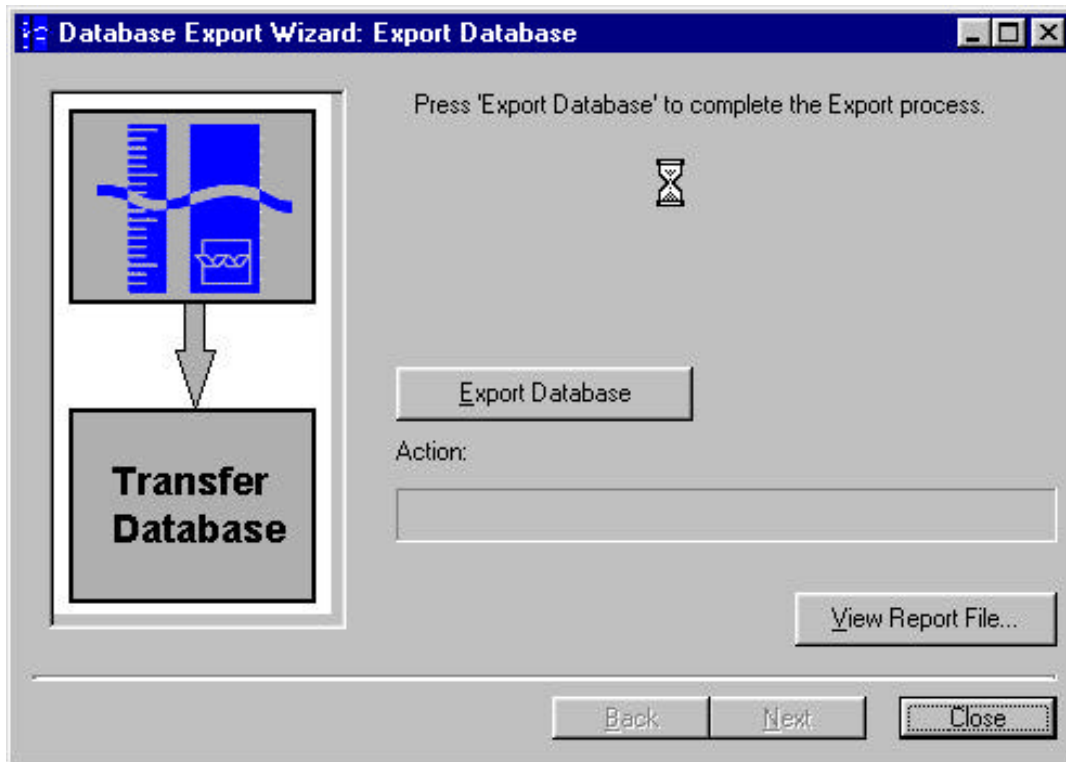 Database Export Wizard: Export Database
Press 'Export Database' to complete the Export process.
Transfer
Database
Export Database
Action:
View Report File...
Back
Next
Close